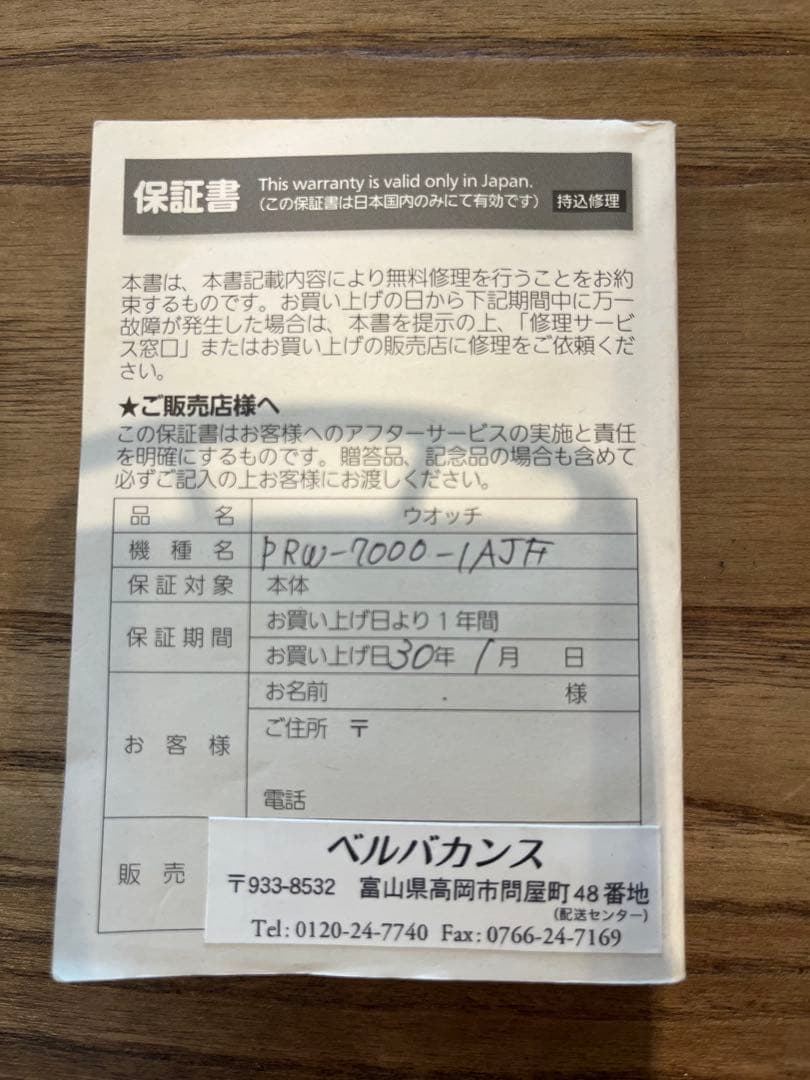 保証書
This warranty is valid only in Japan.
（この保証書は日本国内のみにて有効です） 持込修理
本書は、本書記載内容により無料修理を行うことをお約
束するものです。お買い上げの日から下記期間中に万一
故障が発生した場合は、本書を提示の上、「修理サービ
ス窓口」またはお買い上げの販売店に修理をご依頼くだ
さい。
★ご販売店様へ
この保証書はお客様へのアフターサービスの実施と責任
を明確にするものです。贈答品、記念品の場合も含めて
必ずご記入の上お客様にお渡しください。
品名 ウオッチ
機種名 PRW-7000-1AJF
保証対象 本体
保証期間 お買い上げ日より1年間
お買い上げ日 30年 1月 日
お客様 お名前 様
ご住所 〒
電話
販売
ベルバカンス
〒933-8532 富山県高岡市問屋町48番地
(配送センター)
Tel: 0120-24-7740 Fax: 0766-24-7169